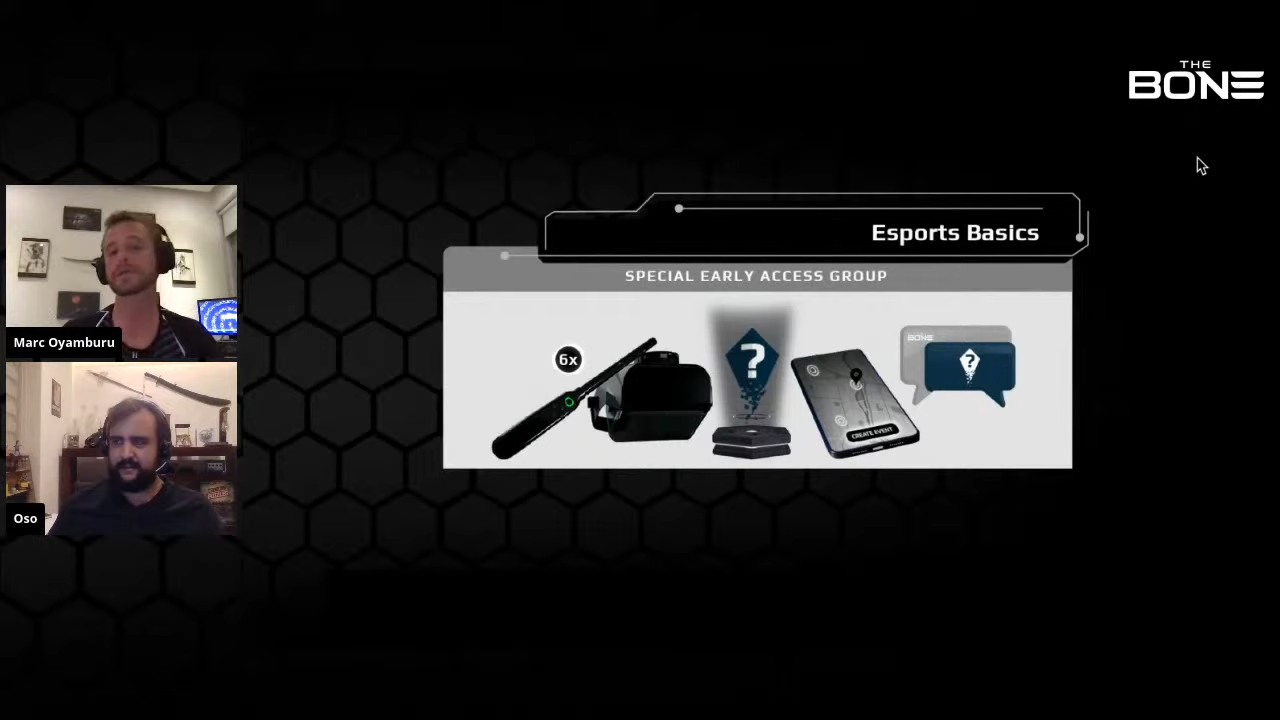 THE
BONE
Esports Basics
SPECIAL EARLY ACCESS GROUP
6x
?
CREATE EVENT
BONE
?
Marc Oyamburu
Oso